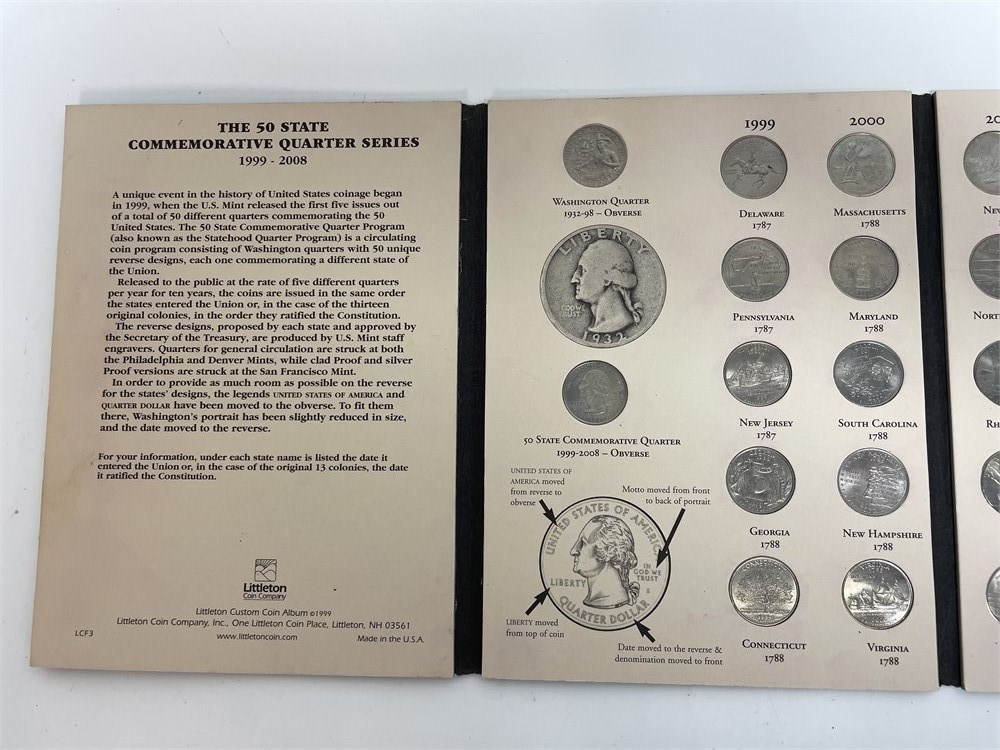 THE 50 STATE
COMMEMORATIVE QUARTER SERIES
1999 - 2008
A unique event in the history of United States coinage began
in 1999, when the U.S. Mint released the first five issues out
of a total of 50 different quarters commemorating the 50
United States. The 50 State Commemorative Quarter Program
(also known as the Statehood Quarter Program) is a circulating
coin program consisting of Washington quarters with 50 unique
reverse designs, each one commemorating a different state of
the Union.
Released to the public at the rate of five different quarters
per year for ten years, the coins are issued in the same order
the states entered the Union or, in the case of the thirteen
original colonies, in the order they ratified the Constitution.
The reverse designs, proposed by each state and approved by
the Secretary of the Treasury, are produced by U.S. Mint staff
engravers. Quarters for general circulation are struck at both
the Philadelphia and Denver Mints, while clad Proof and silver
Proof versions are struck at the San Francisco Mint.
In order to provide as much room as possible on the reverse
for the states' designs, the legends UNITED STATES OF AMERICA and
QUARTER DOLLAR have been moved to the obverse. To fit them
there, Washington's portrait has been slightly reduced in size,
and the date moved to the reverse.
For your information, under each state name is listed the date it
entered the Union or, in the case of the original 13 colonies, the date
it ratified the Constitution.
Littleton
Coin Company
Littleton Custom Coin Album ©1999
Littleton Coin Company, Inc., One Littleton Coin Place, Littleton, NH 03561
LCF3
www.littletoncoin.com
Made in the U.S.A.
WASHINGTON QUARTER
1932-98 – OBVERSE
LIBERTY
IN
GOD WE
TRUST
1932
50 STATE COMMEMORATIVE QUARTER
1999-2008 – OBVERSE
UNITED STATES OF
AMERICA moved
from reverse to
obverse
Motto moved from front
to back of portrait
UNITED STATES OF AMERICA
LIBERTY
IN
GOD WE
TRUST
S
QUARTER DOLLAR
LIBERTY moved
from top of coin
Date moved to the reverse &
denomination moved to front
1999
DELAWARE
1787
PENNSYLVANIA
1787
NEW JERSEY
1787
GEORGIA
1788
CONNECTICUT
CONNECTICUT
1788
2000
MASSACHUSETTS
1788
MARYLAND
1788
SOUTH CAROLINA
1788
NEW HAMPSHIRE
1788
VIRGINIA
VIRGINIA
1788
20
NEW
NORT
RH